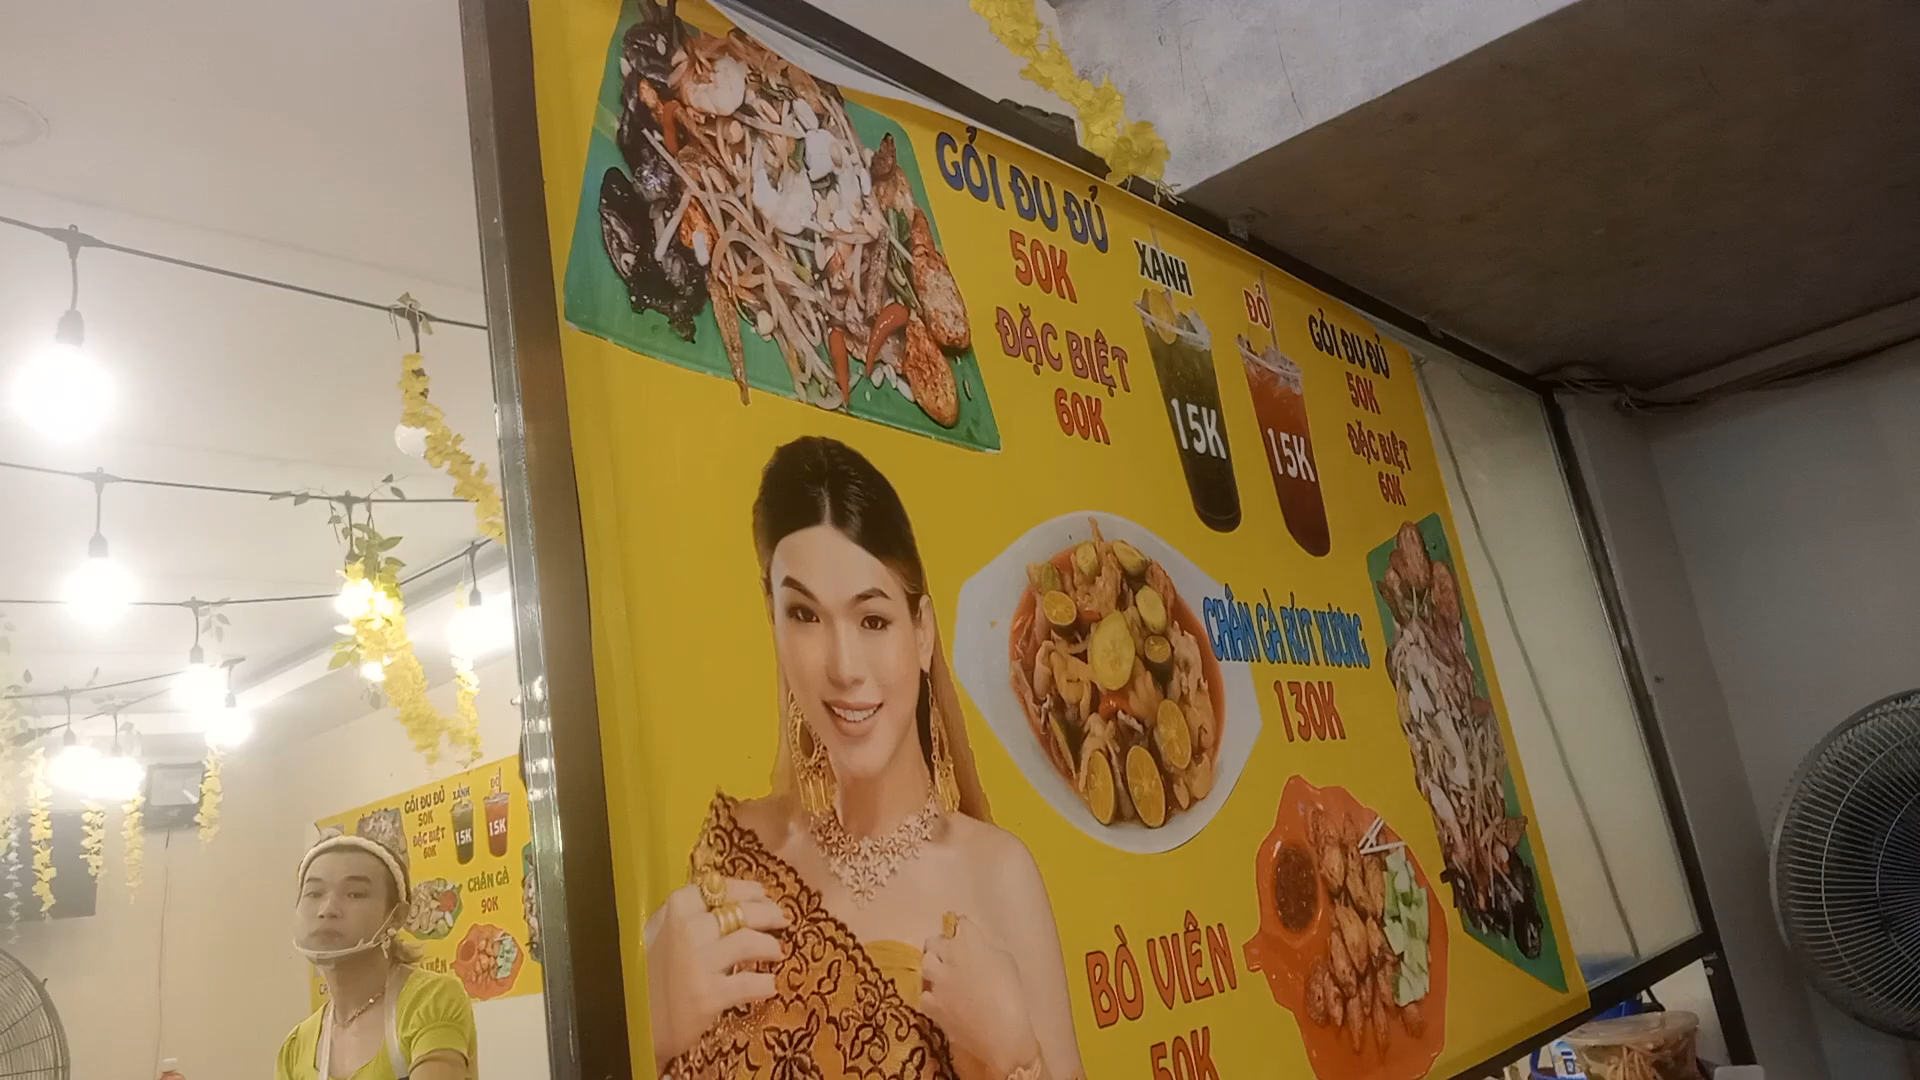 GỎI ĐU ĐỦ
50K
ĐẶC BIỆT
60K
XANH
15K
ĐỎ
15K
GỎI ĐU ĐỦ
50K
ĐẶC BIỆT
60K
CHÂN GÀ RÚT XƯƠNG
130K
BÒ VIÊN
50K
GỎI ĐU ĐỦ
50K
ĐẶC BIỆT
60K
XANH
15K
ĐỎ
15K
CHÂN GÀ
90K